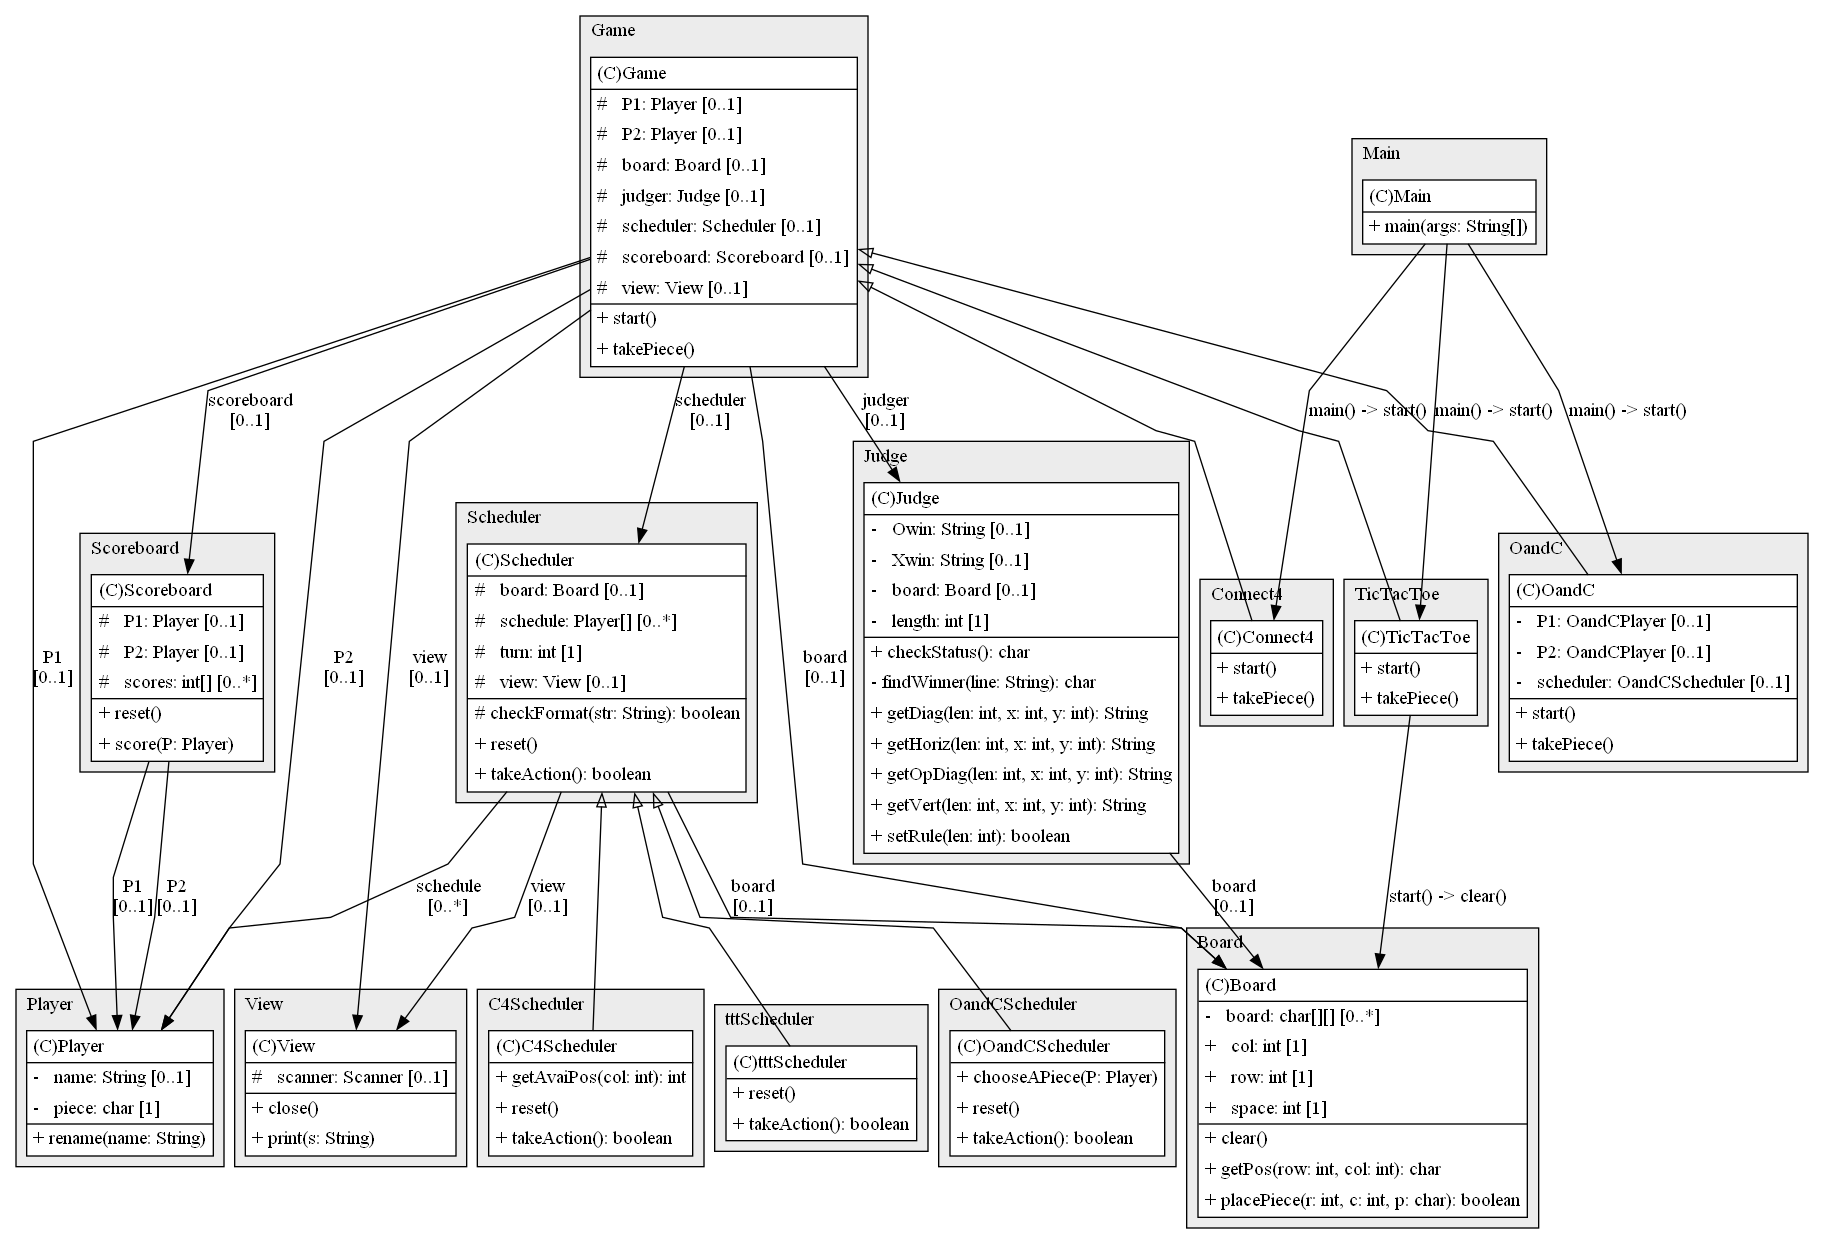 Game
(C)Game
# P1: Player [0..1]
# P2: Player [0..1]
# board: Board [0..1]
# judger: Judge [0..1]
# scheduler: Scheduler [0..1]
# scoreboard: Scoreboard [0..1]
# view: View [0..1]
+ start()
+ takePiece()
Main
(C)Main
+ main(args: String[])
scoreboard
[0..1]
scheduler
[0..1]
judger
[0..1]
main() -> start()
main() -> start()
main() -> start()
P1
[0..1]
P2
[0..1]
view
[0..1]
board
[0..1]
Scoreboard
(C)Scoreboard
# P1: Player [0..1]
# P2: Player [0..1]
# scores: int[] [0..*]
+ reset()
+ score(P: Player)
Scheduler
(C)Scheduler
# board: Board [0..1]
# schedule: Player[] [0..*]
# turn: int [1]
# view: View [0..1]
# checkFormat(str: String): boolean
+ reset()
+ takeAction(): boolean
Judge
(C)Judge
- Owin: String [0..1]
- Xwin: String [0..1]
- board: Board [0..1]
- length: int [1]
+ checkStatus(): char
- findWinner(line: String): char
+ getDiag(len: int, x: int, y: int): String
+ getHoriz(len: int, x: int, y: int): String
+ getOpDiag(len: int, x: int, y: int): String
+ getVert(len: int, x: int, y: int): String
+ setRule(len: int): boolean
Connect4
(C)Connect4
+ start()
+ takePiece()
TicTacToe
(C)TicTacToe
+ start()
+ takePiece()
OandC
(C)OandC
- P1: OandCPlayer [0..1]
- P2: OandCPlayer [0..1]
- scheduler: OandCScheduler [0..1]
+ start()
+ takePiece()
P1
[0..1]
P2
[0..1]
schedule
[0..*]
view
[0..1]
board
[0..1]
board
[0..1]
start() -> clear()
Player
(C)Player
- name: String [0..1]
- piece: char [1]
+ rename(name: String)
View
(C)View
# scanner: Scanner [0..1]
+ close()
+ print(s: String)
C4Scheduler
(C)C4Scheduler
+ getAvaiPos(col: int): int
+ reset()
+ takeAction(): boolean
tttScheduler
(C)tttScheduler
+ reset()
+ takeAction(): boolean
OandCScheduler
(C)OandCScheduler
+ chooseAPiece(P: Player)
+ reset()
+ takeAction(): boolean
Board
(C)Board
- board: char[][] [0..*]
+ col: int [1]
+ row: int [1]
+ space: int [1]
+ clear()
+ getPos(row: int, col: int): char
+ placePiece(r: int, c: int, p: char): boolean